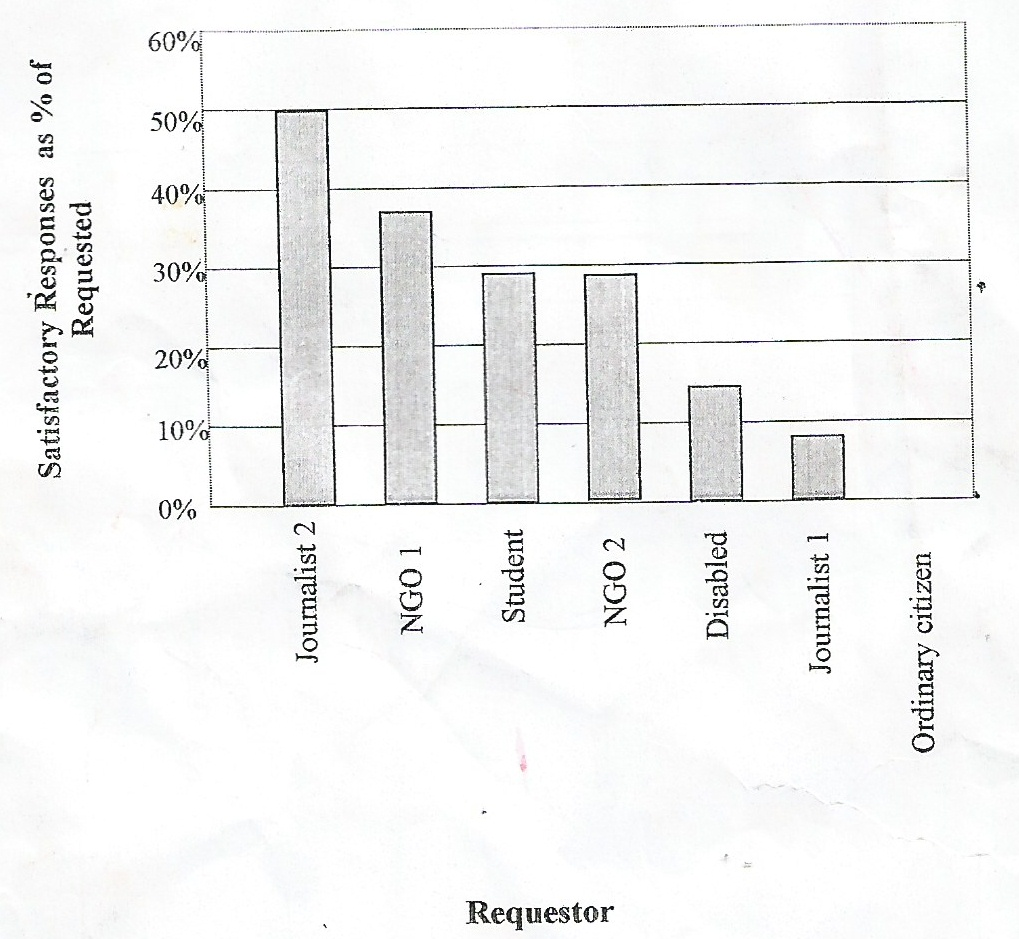 Satisfactory Responses as % of
Requested
60%
50%
40%
30%
20%
10%
0%
Journalist 2
NGO 1
Student
NGO 2
Disabled
Journalist 1
Ordinary citizen
Requestor